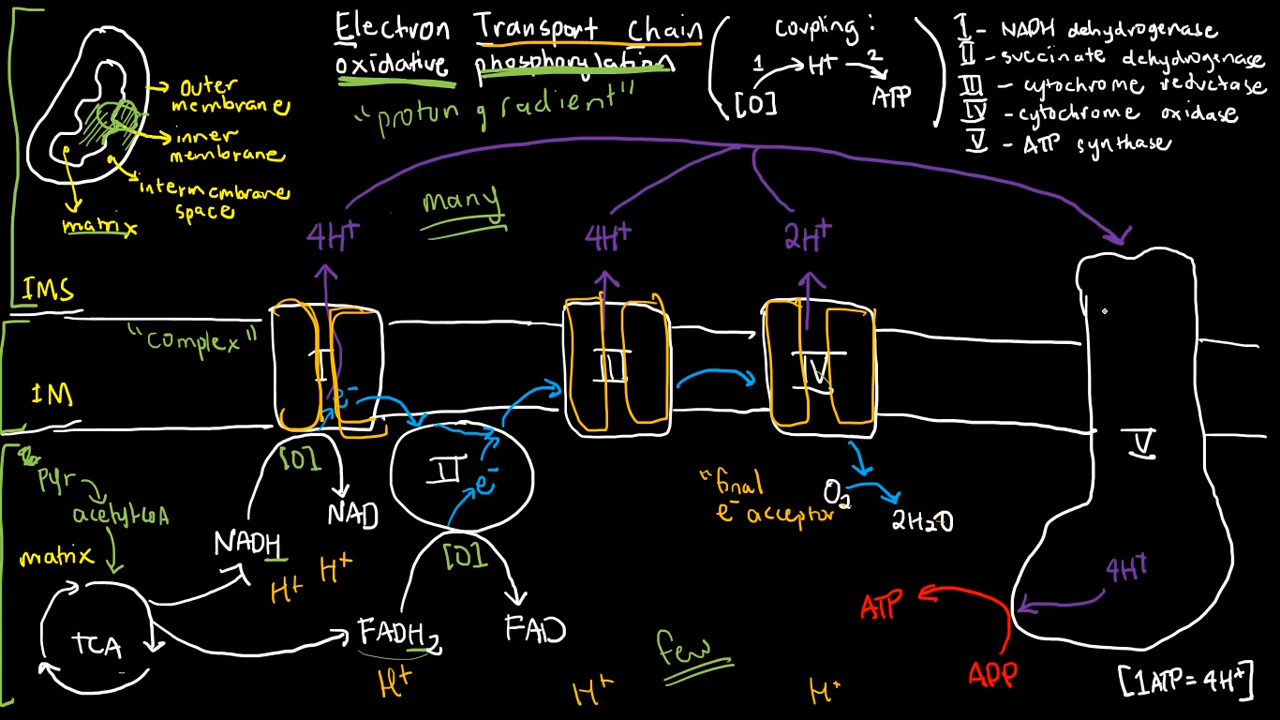 Electron Transport Chain
oxidative phosphorylation
"proton gradient"
Coupling:
1
H+
2
[O]
ATP
I - NADH dehydrogenase
II - succinate dehydrogenase
III - cytochrome reductase
IV - cytochrome oxidase
V - ATP synthase
outer
membrane
inner
membrane
intermembrane
space
matrix
many
4H+
4H+
2H+
IMS
"complex"
I
III
IV
IM
e-
[O]
II
e-
V
Pyr
acetyl-CoA
NAD
"final
e- acceptor
O2
2H2O
matrix
NADH
H+
H+
[O]
4H+
ATP
TCA
FADH2
FAD
few
ADP
H+
H+
H+
[1ATP = 4H+]